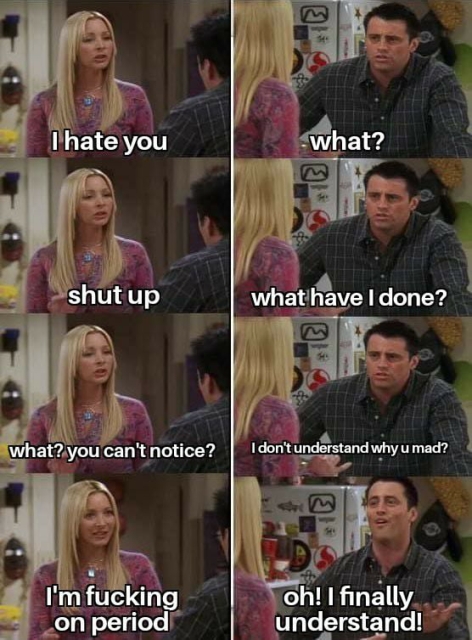 I hate you
what?
shut up
what have I done?
what? you can't notice?
I don't understand why u mad?
I'm fucking
on period
oh! I finally
understand!